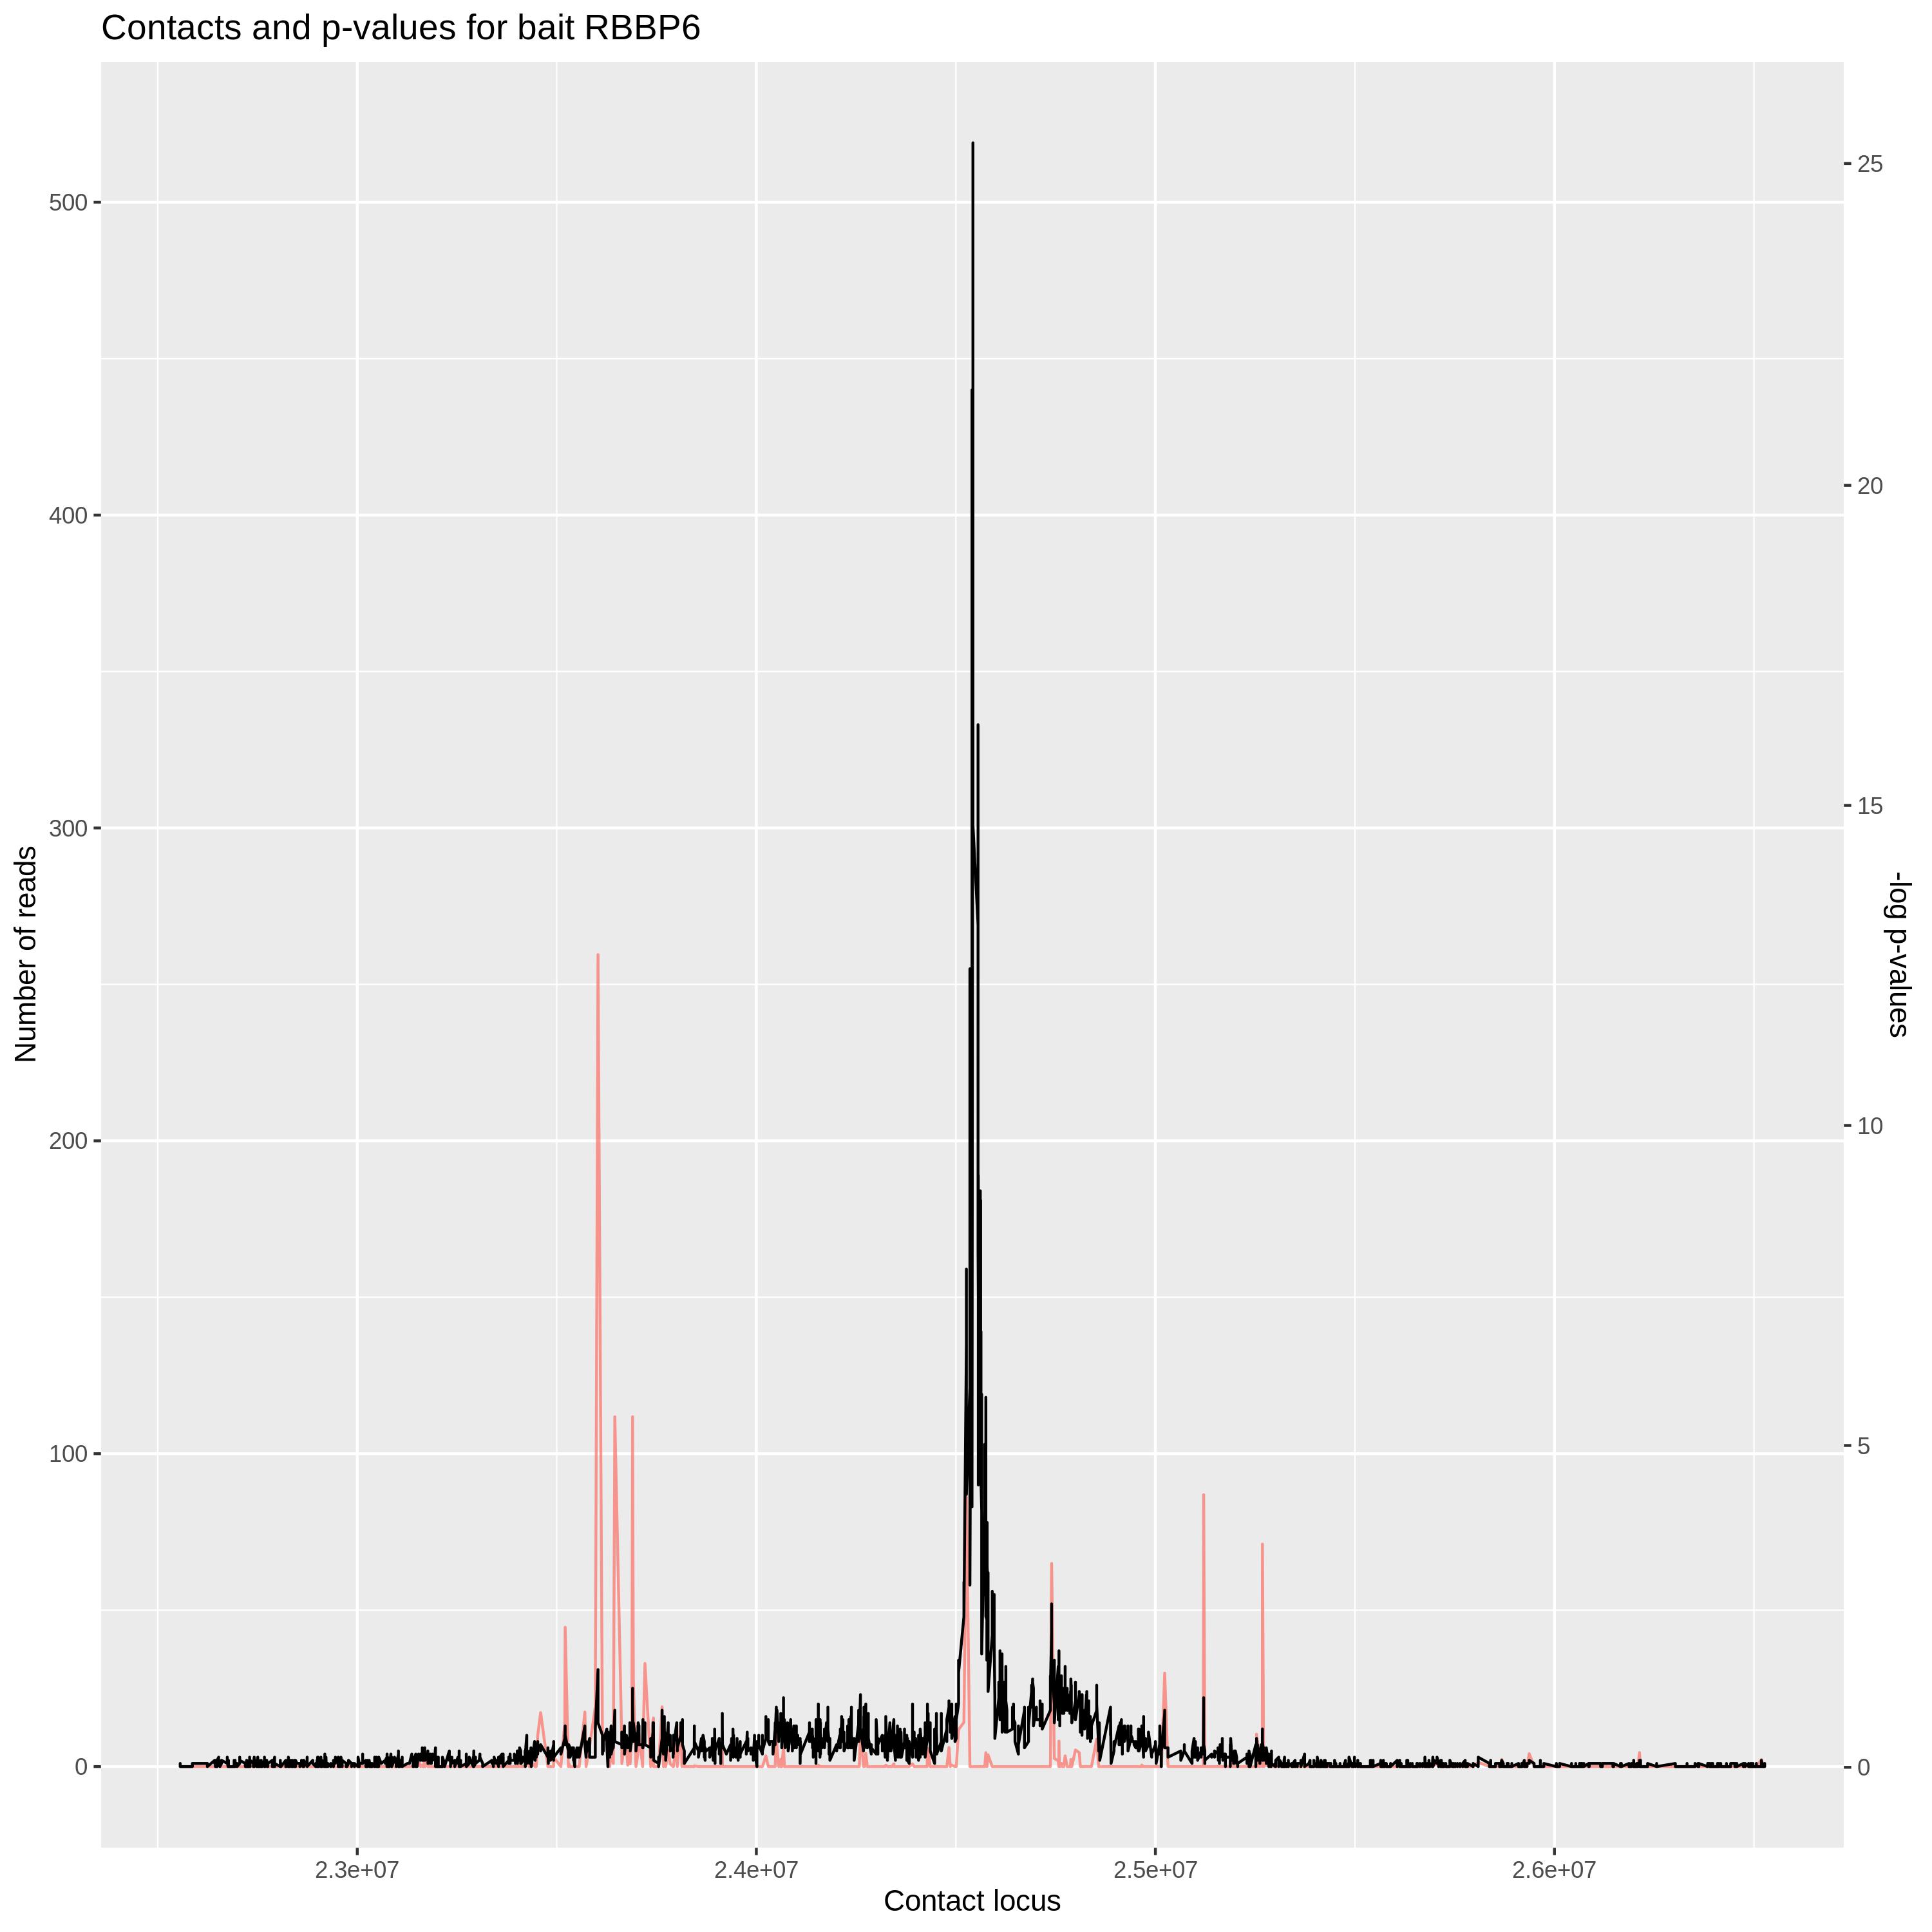 Contacts and p-values for bait RBBP6
500
400
300
200
100
0
Number of reads
25
20
15
10
5
0
-log p-values
2.3e+07 2.4e+07 2.5e+07 2.6e+07
Contact locus